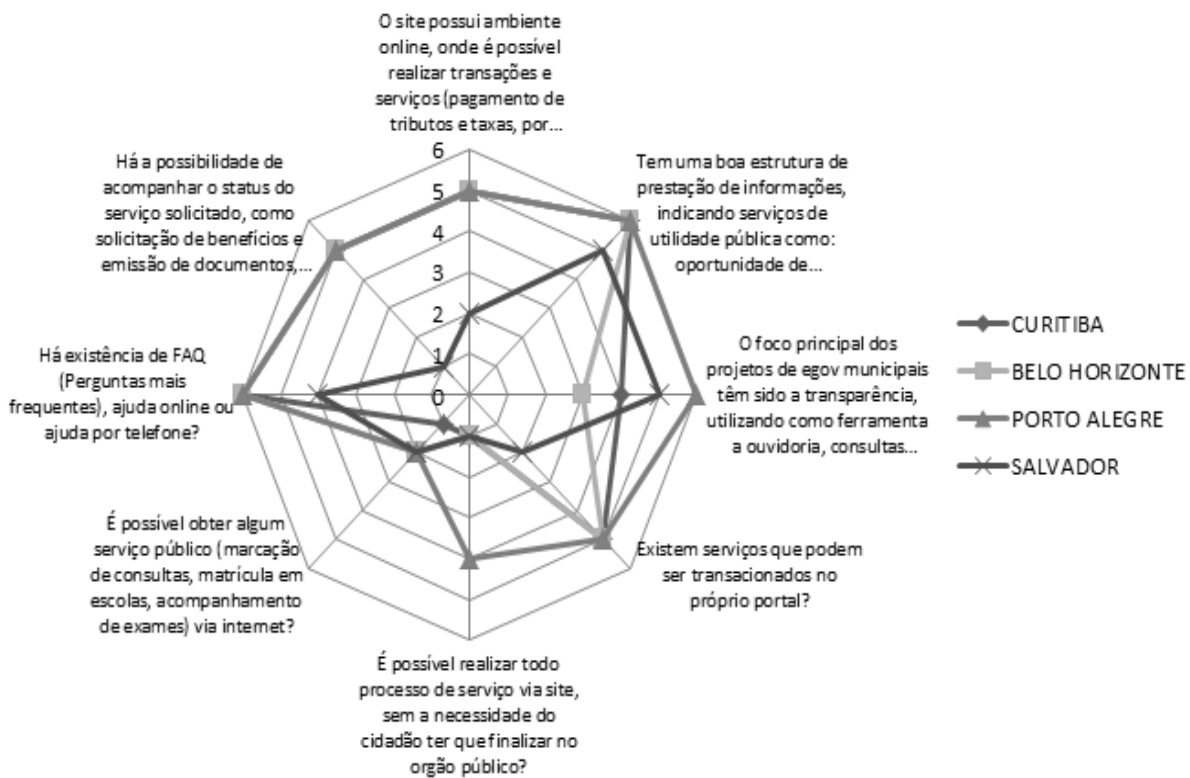 O site possui ambiente
online, onde é possível
realizar transações e
serviços (pagamento de
tributos e taxas, por...
Há a possibilidade de
acompanhar o status do
serviço solicitado, como
solicitação de benefícios e
emissão de documentos,...
Tem uma boa estrutura de
prestação de informações,
indicando serviços de
utilidade pública como:
oportunidade de...
6
5
4
3
2
1
0
Há existência de FAQ
(Perguntas mais
frequentes), ajuda online ou
ajuda por telefone?
O foco principal dos
projetos de egov municipais
têm sido a transparência,
utilizando como ferramenta
a ouvidoria, consultas...
CURITIBA
BELO HORIZONTE
PORTO ALEGRE
SALVADOR
É possível obter algum
serviço público (marcação
de consultas, matrícula em
escolas, acompanhamento
de exames) via internet?
Existem serviços que podem
ser transacionados no
próprio portal?
É possível realizar todo
processo de serviço via site,
sem a necessidade do
cidadão ter que finalizar no
orgão público?